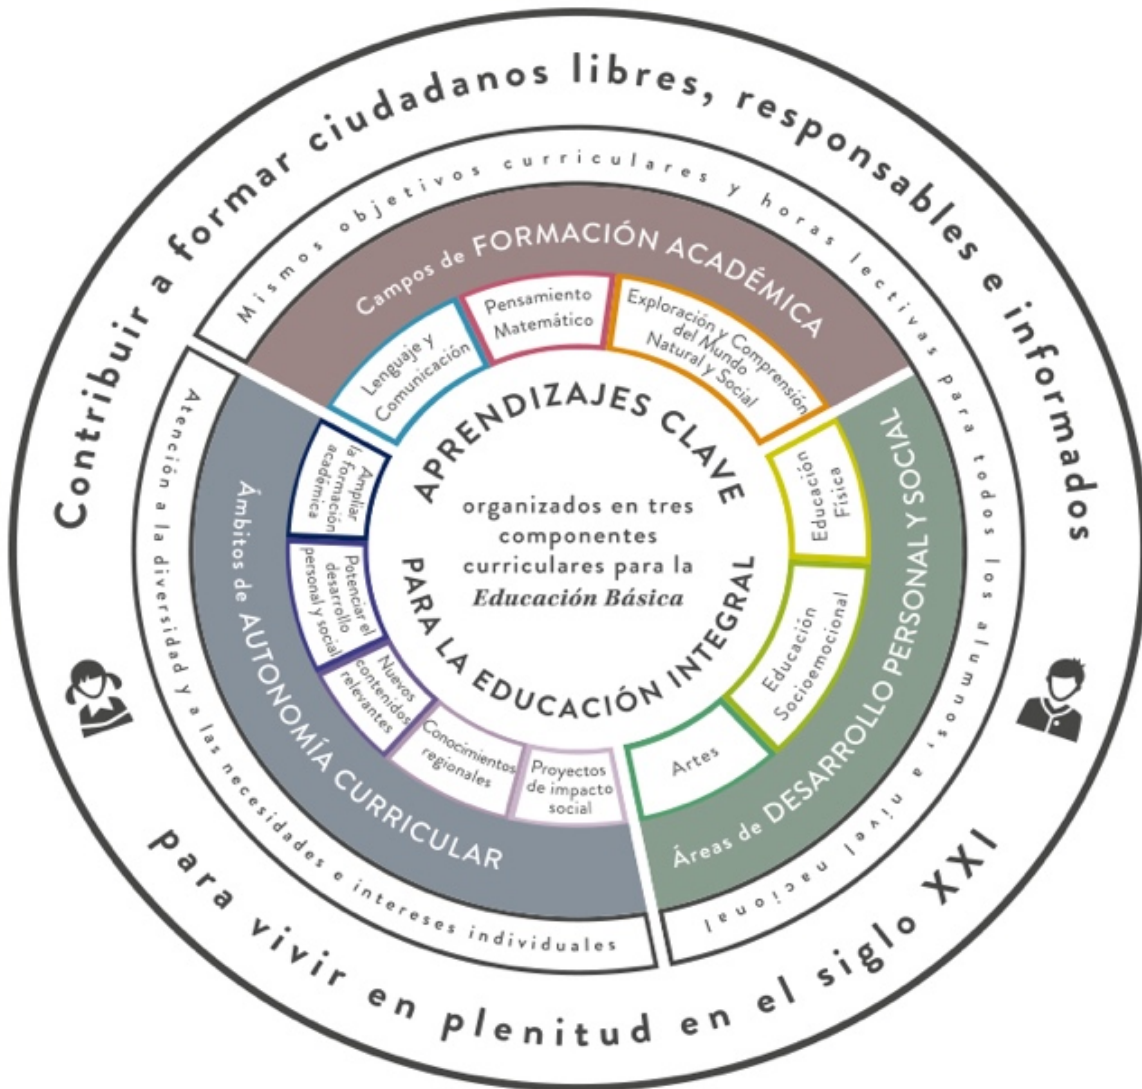 Contribuir a formar ciudadanos libres, responsables e informados
para vivir en plenitud en el siglo XXI
Mismos objetivos curriculares y horas lectivas para todos los alumnos, a nivel nacional
Atención a la diversidad y a las necesidades e intereses individuales
Campos de FORMACIÓN ACADÉMICA
Lenguaje y
Comunicación
Pensamiento
Matemático
Exploración y Comprensión
del Mundo
Natural y Social
Áreas de DESARROLLO PERSONAL Y SOCIAL
Educación
Física
Educación
Socioemocional
Artes
Ámbitos de AUTONOMÍA CURRICULAR
Ampliar
la formación
académica
Potenciar el
desarrollo
personal y social
Nuevos
contenidos
relevantes
Conocimientos
regionales
Proyectos
de impacto
social
APRENDIZAJES CLAVE
organizados en tres
componentes
curriculares para la
Educación Básica
PARA LA EDUCACIÓN INTEGRAL